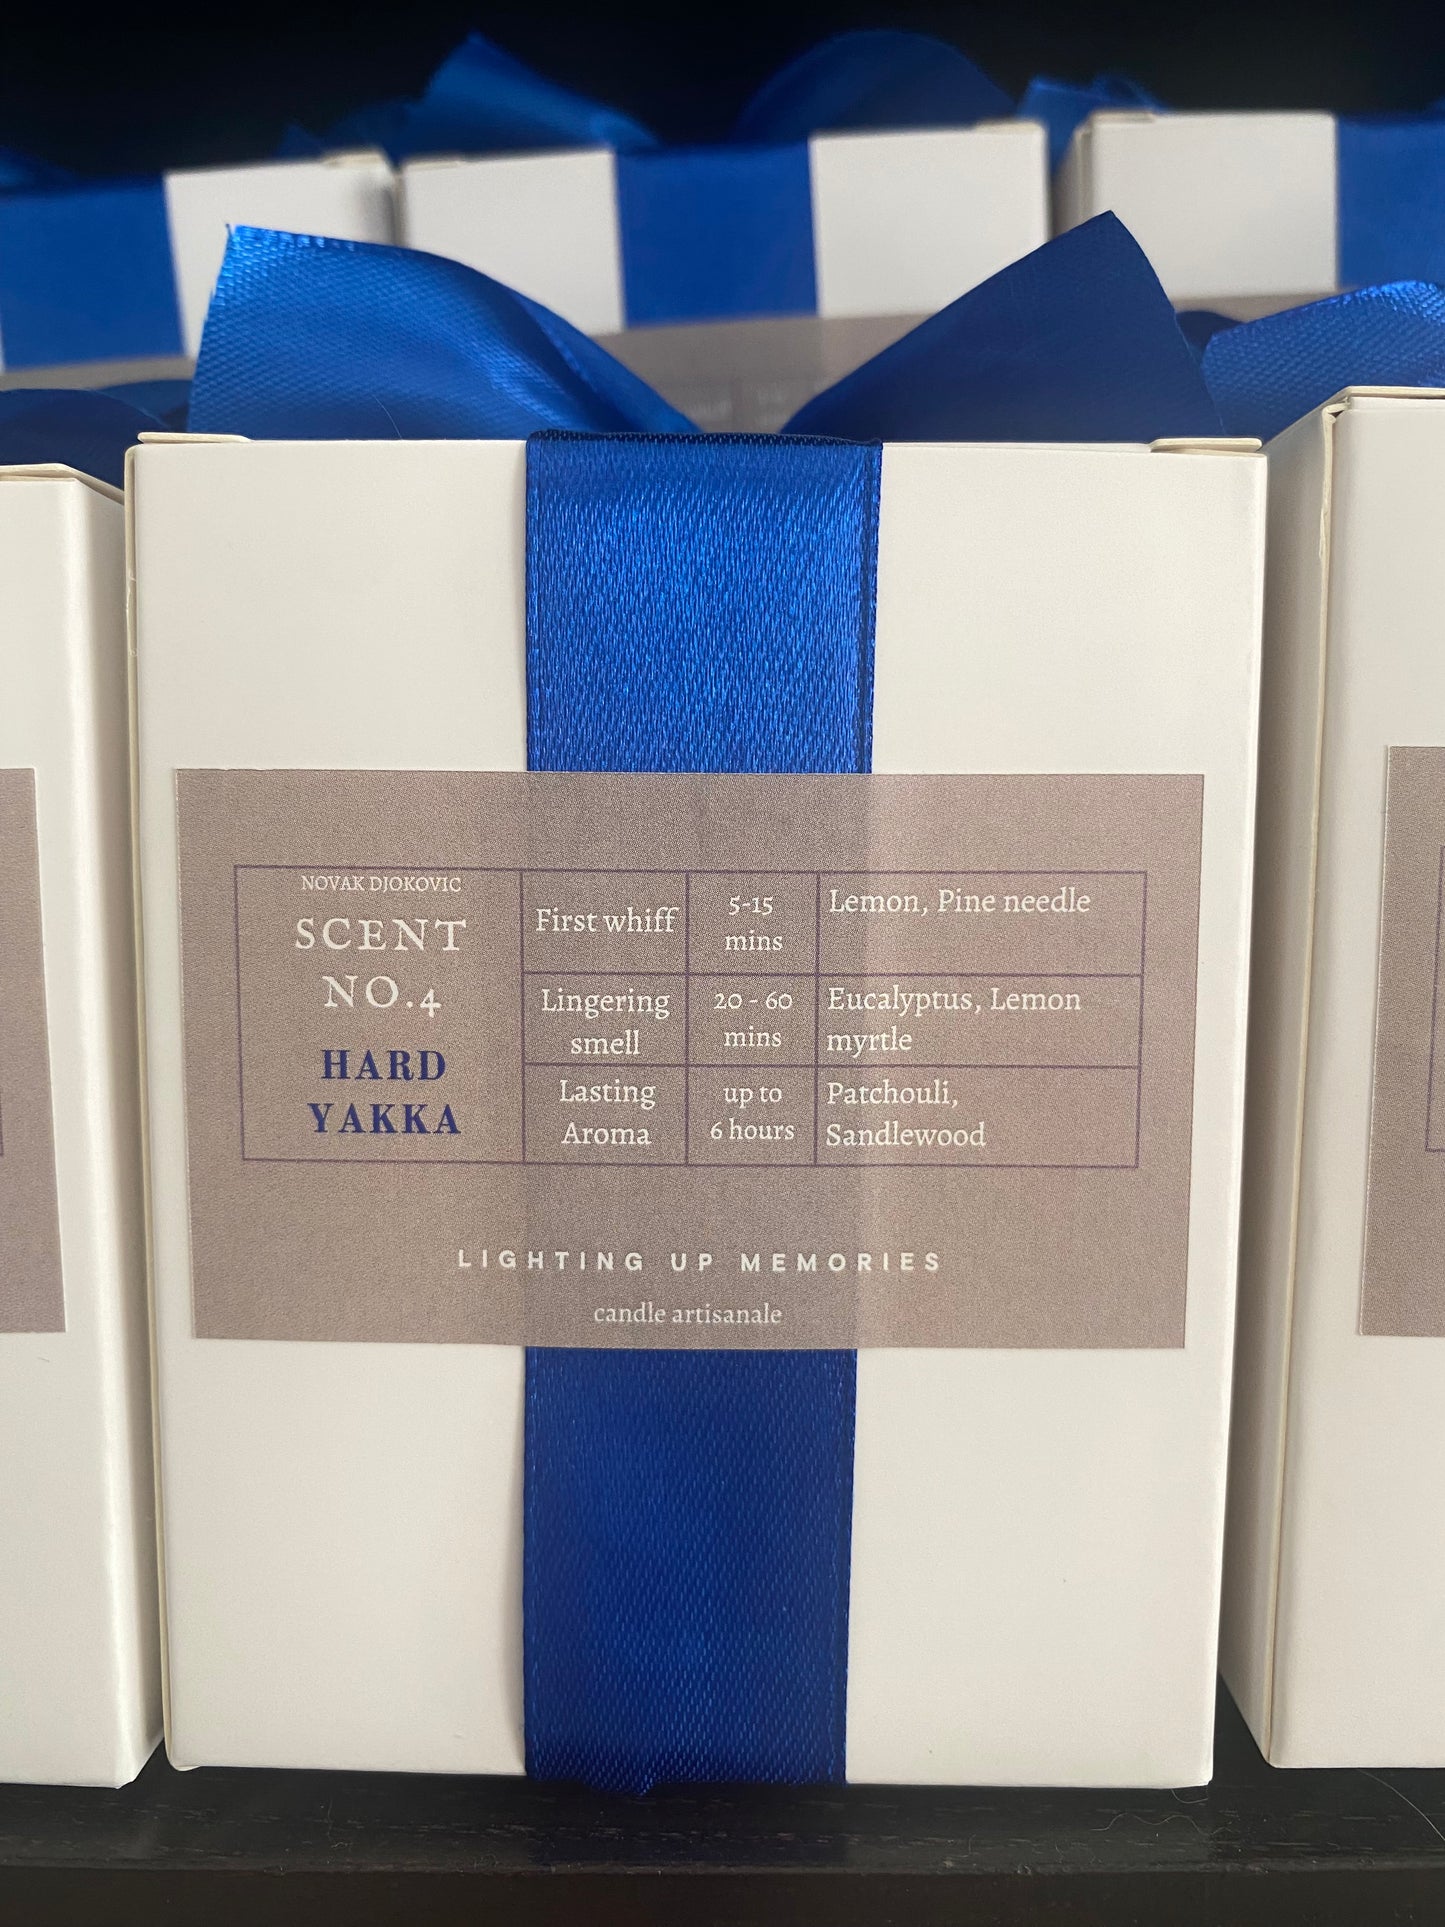 NOVAK DJOKOVIC
SCENT
NO.4
HARD
YAKKA
First whiff
5-15
mins
Lemon, Pine needle
Lingering
smell
20 - 60
mins
Eucalyptus, Lemon
myrtle
Lasting
Aroma
up to
6 hours
Patchouli,
Sandlewood
LIGHTING UP MEMORIES
candle artisanale